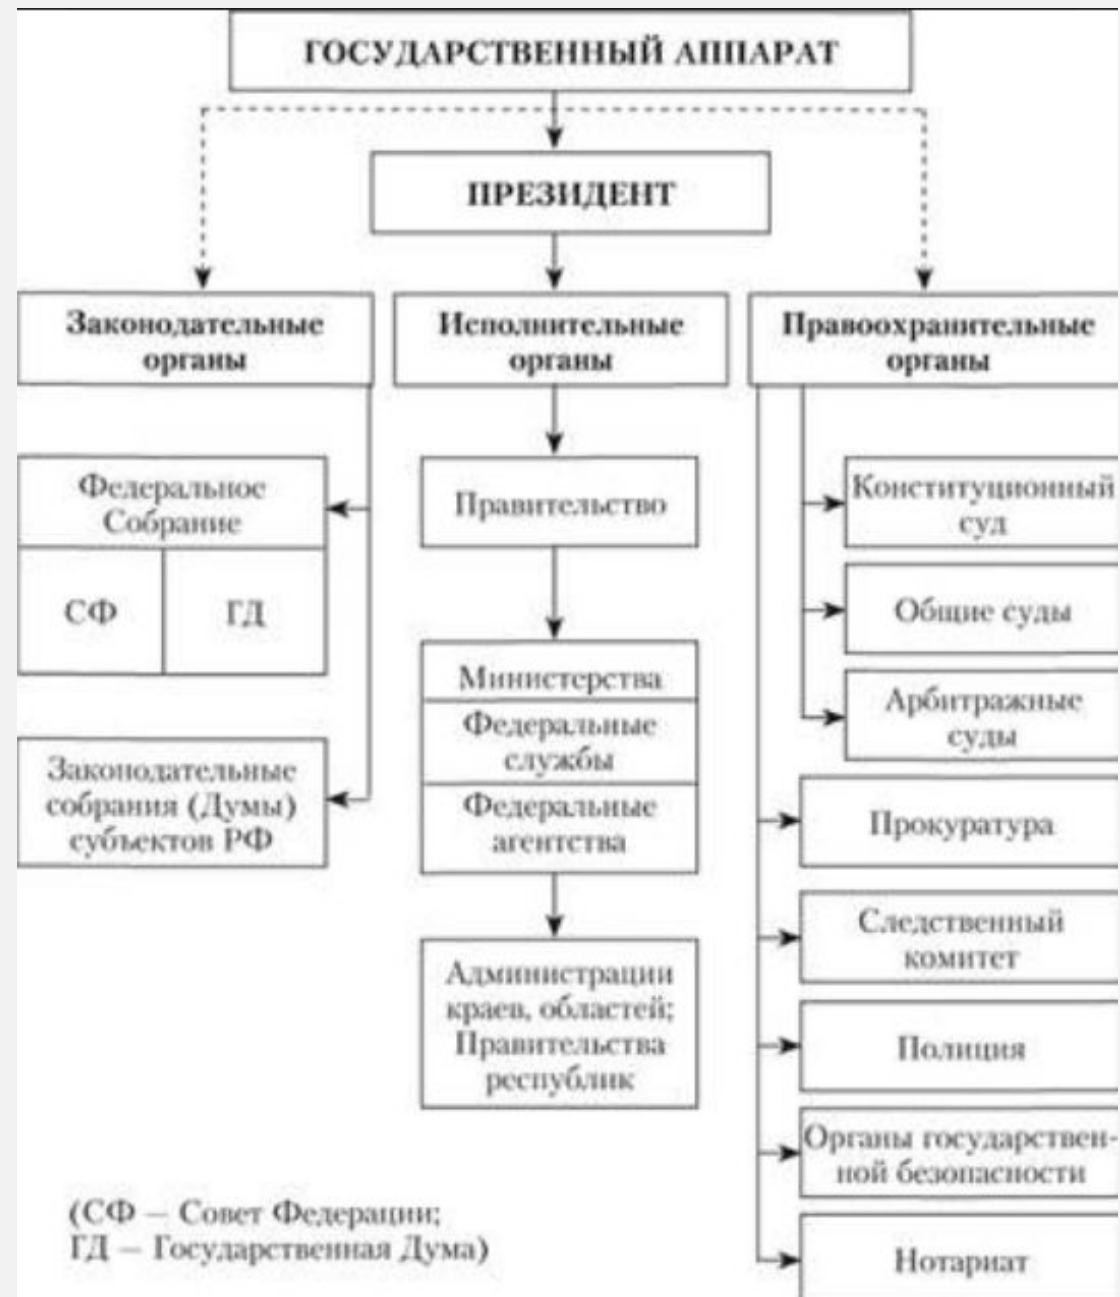 ГОСУДАРСТВЕННЫЙ АППАРАТ
ПРЕЗИДЕНТ
Законодательные
органы
Исполнительные
органы
Правоохранительные
органы
Федеральное
Собрание
СФ
ГД
Законодательные
собрания (Думы)
субъектов РФ
Правительство
Министерства
Федеральные
службы
Федеральные
агентства
Администрации
краев, областей;
Правительства
республик
Конституционный
суд
Общие суды
Арбитражные
суды
Прокуратура
Следственный
комитет
Полиция
Органы государствен-
ной безопасности
Нотариат
(СФ — Совет Федерации;
ГД — Государственная Дума)